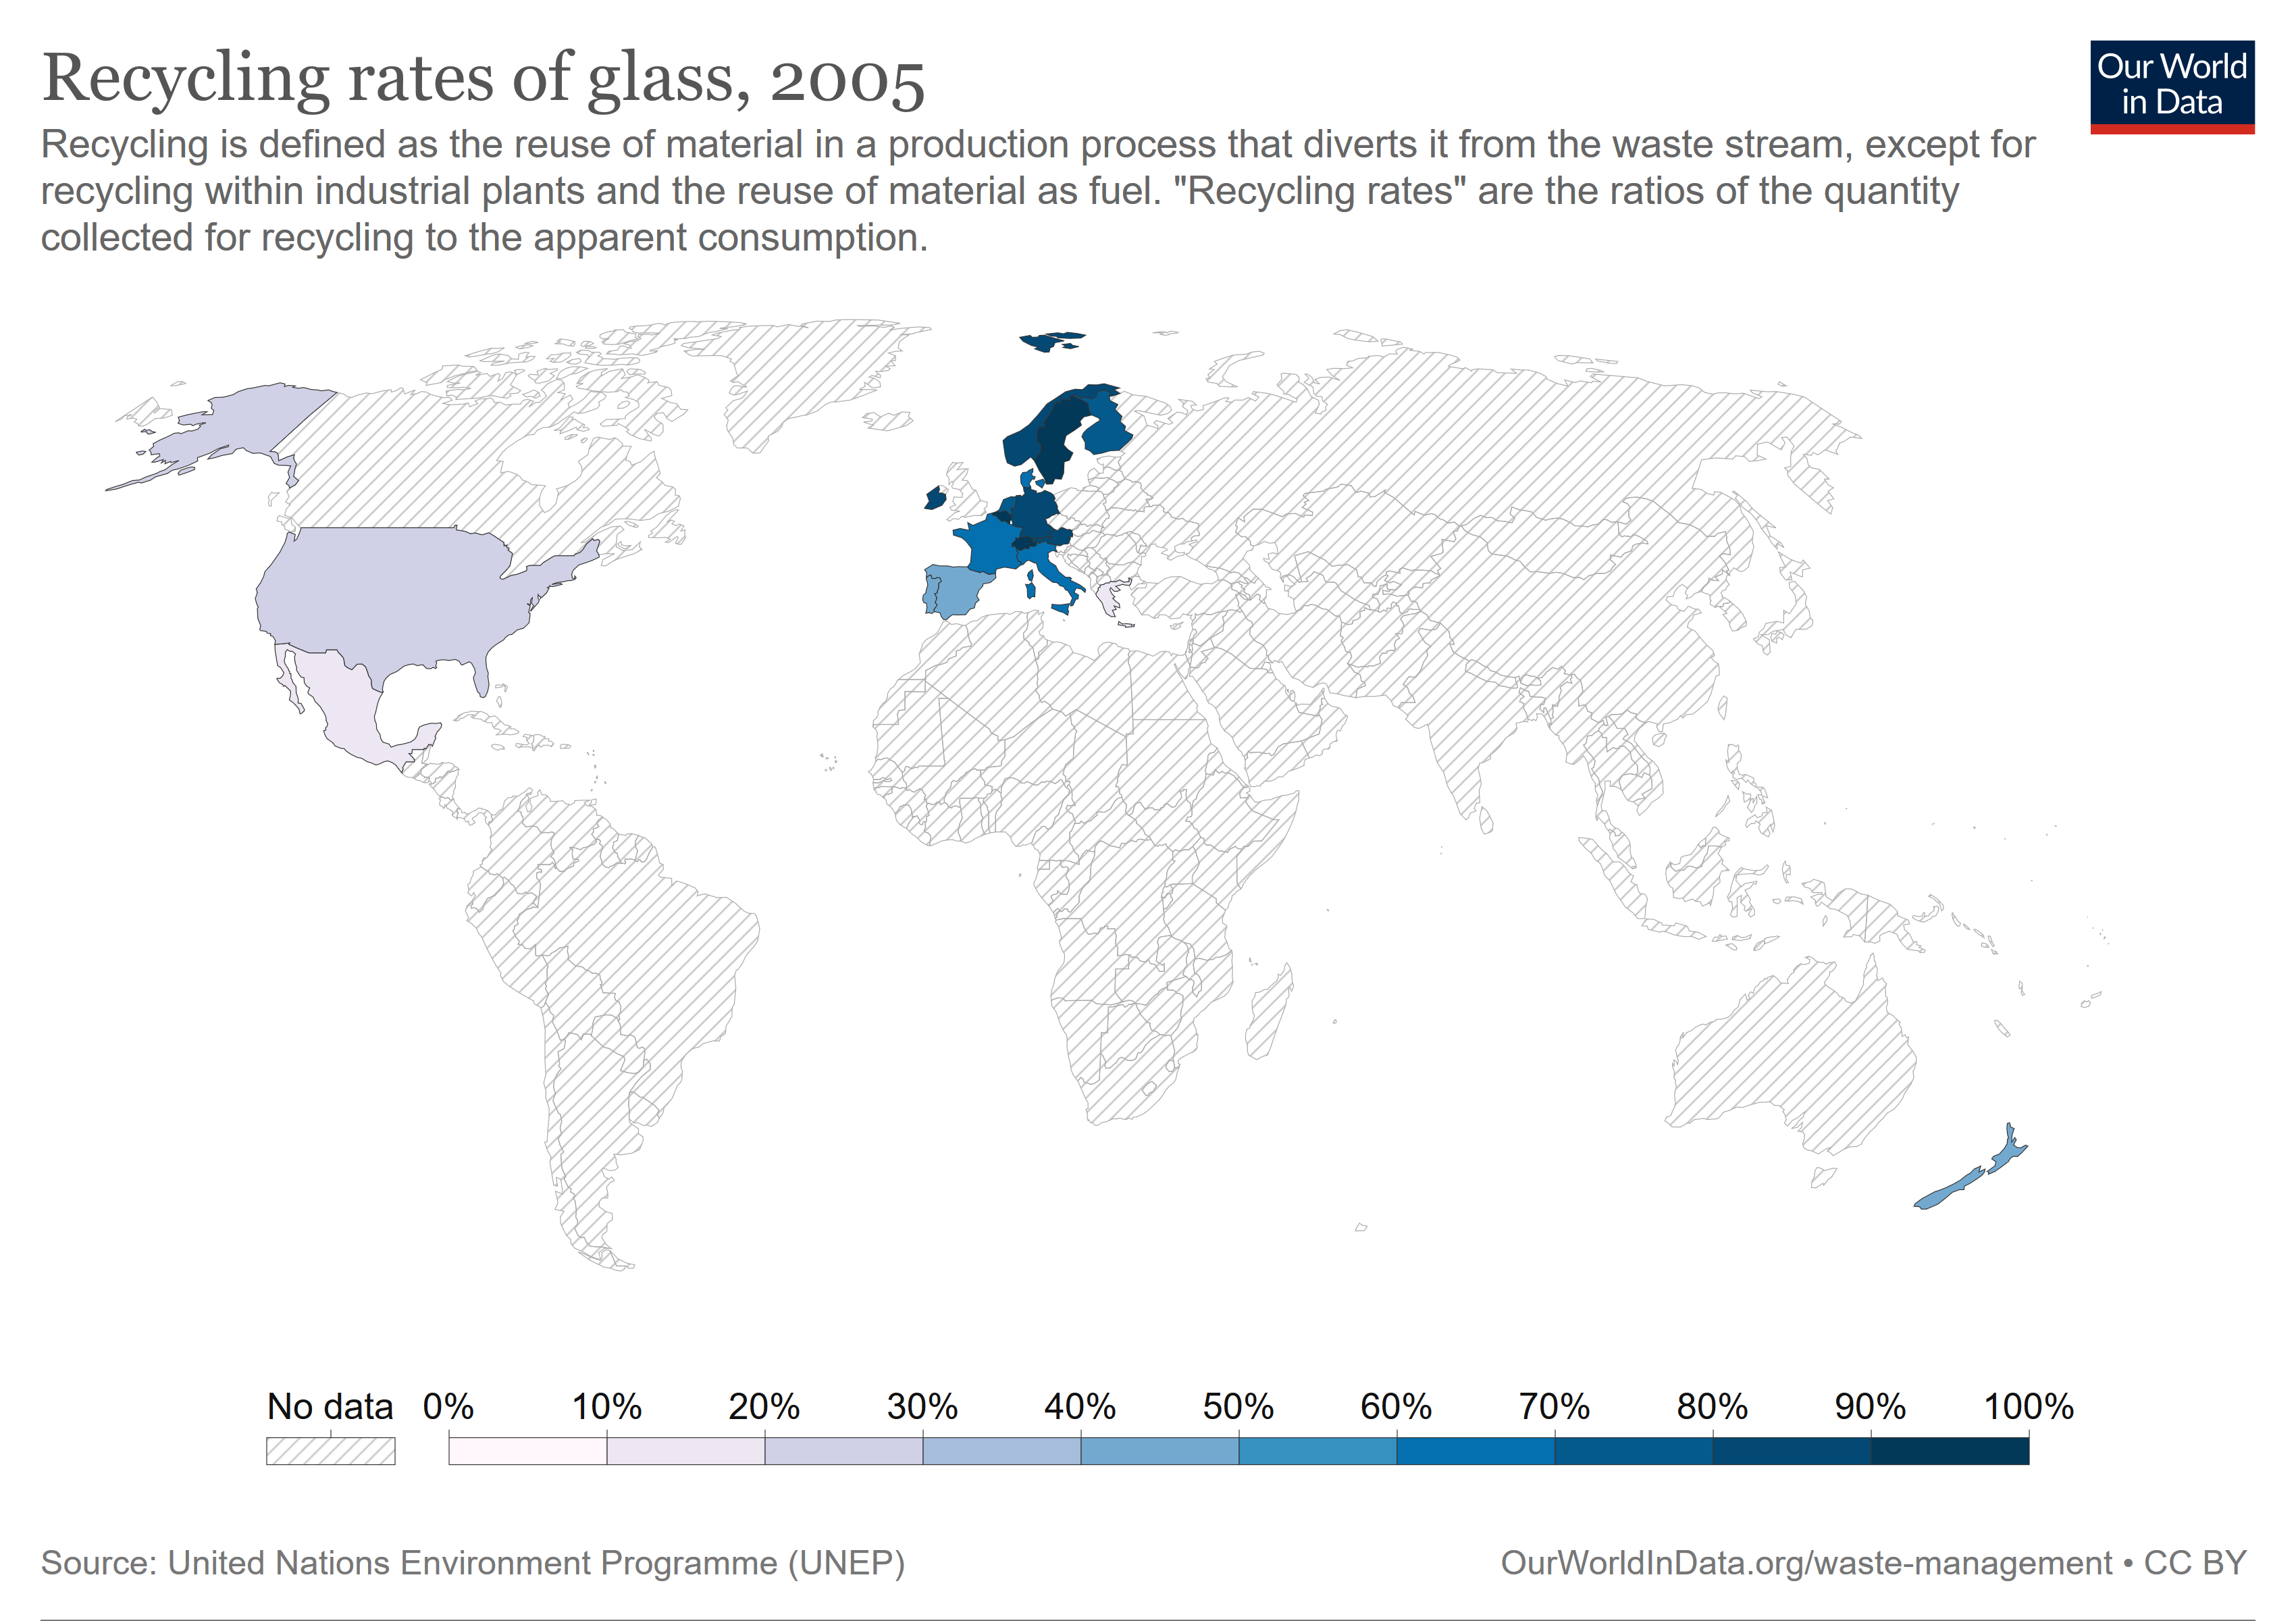 Recycling rates of glass, 2005
Our World
in Data
Recycling is defined as the reuse of material in a production process that diverts it from the waste stream, except for
recycling within industrial plants and the reuse of material as fuel. "Recycling rates" are the ratios of the quantity
collected for recycling to the apparent consumption.
No data 0% 10% 20% 30% 40% 50% 60% 70% 80% 90% 100%
Source: United Nations Environment Programme (UNEP)
OurWorldInData.org/waste-management • CC BY